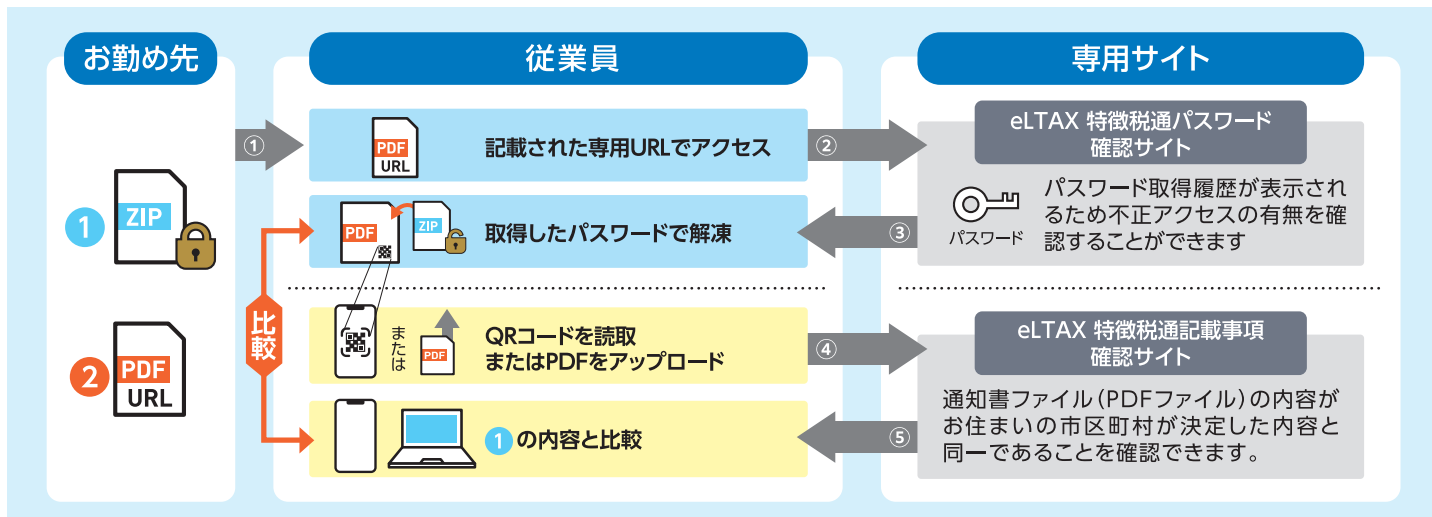 お勤め先
従業員
専用サイト
1
ZIP
2
PDF
URL
①
PDF
URL
記載された専用URLでアクセス
②
eLTAX 特徴税通パスワード
確認サイト
パスワード
パスワード取得履歴が表示され
るため不正アクセスの有無を確
認することができます
③
PDF
ZIP
取得したパスワードで解凍
比較
または
PDF
QRコードを読取
またはPDFをアップロード
④
eLTAX 特徴税通記載事項
確認サイト
通知書ファイル(PDFファイル)の内容が
お住まいの市区町村が決定した内容と
同一であることを確認できます。
⑤
1の内容と比較